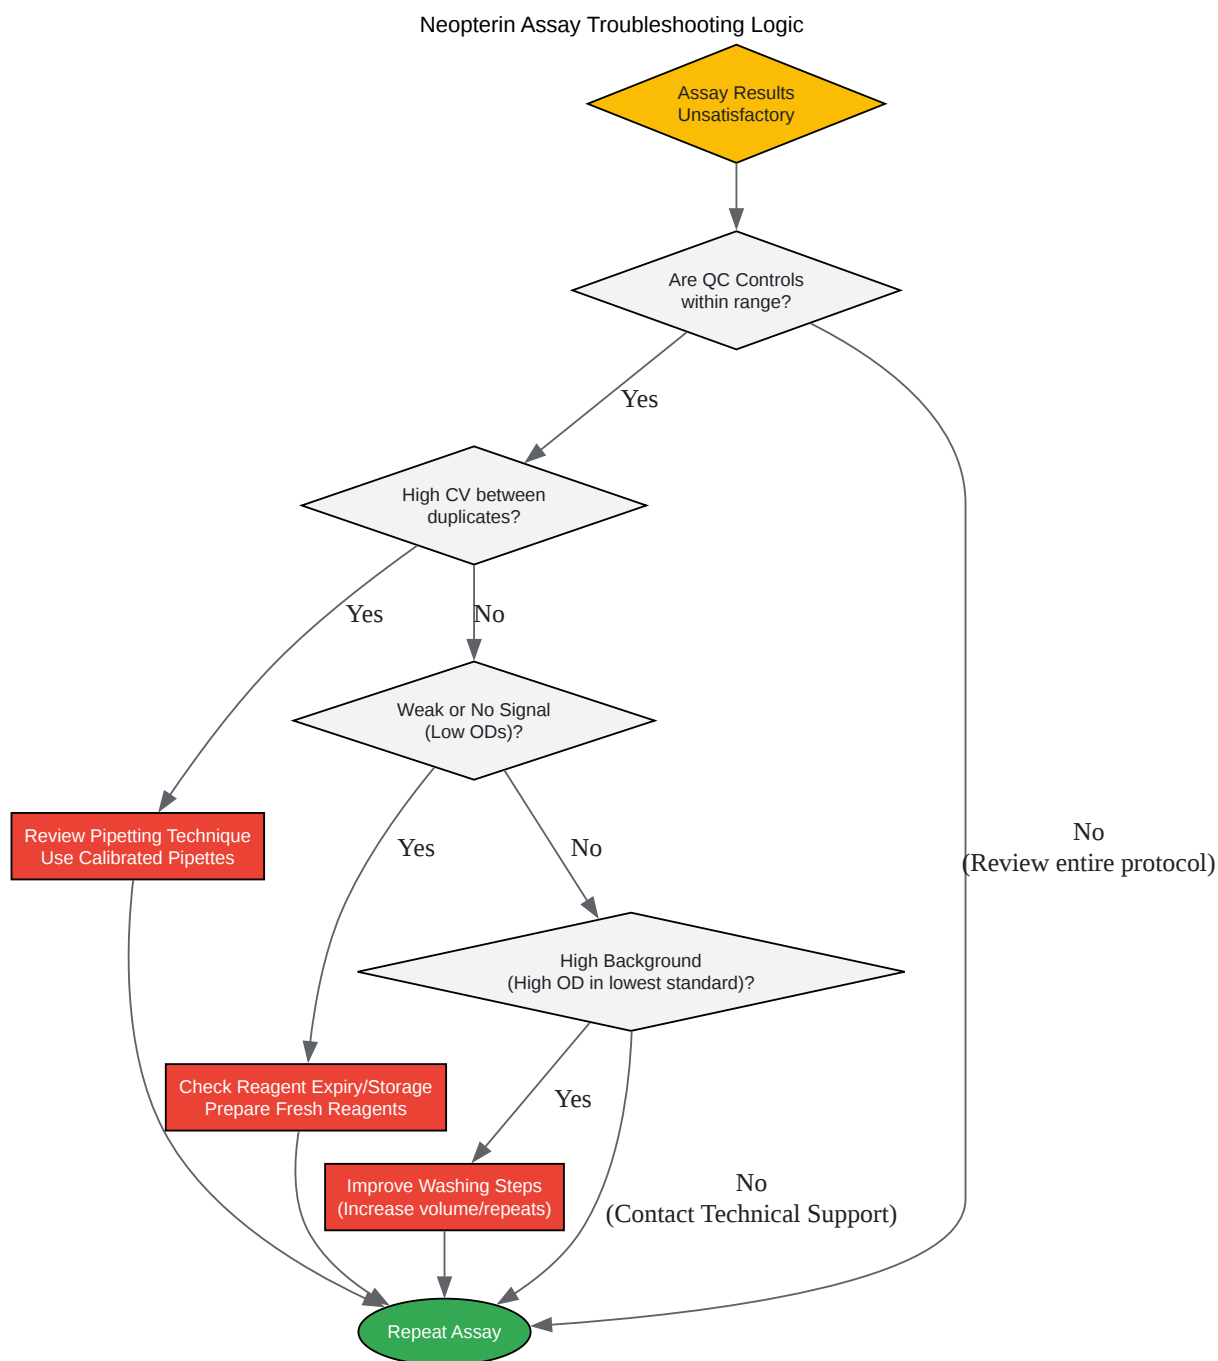 Neopterin Assay Troubleshooting Logic
Assay Results
Unsatisfactory
Are QC Controls
within range?
Yes
High CV between
duplicates?
Yes
No
Weak or No Signal
(Low ODs)?
Review Pipetting Technique
Use Calibrated Pipettes
Yes
No
No
(Review entire protocol)
High Background
(High OD in lowest standard)?
Check Reagent Expiry/Storage
Prepare Fresh Reagents
Yes
Improve Washing Steps
(Increase volume/repeats)
No
(Contact Technical Support)
Repeat Assay